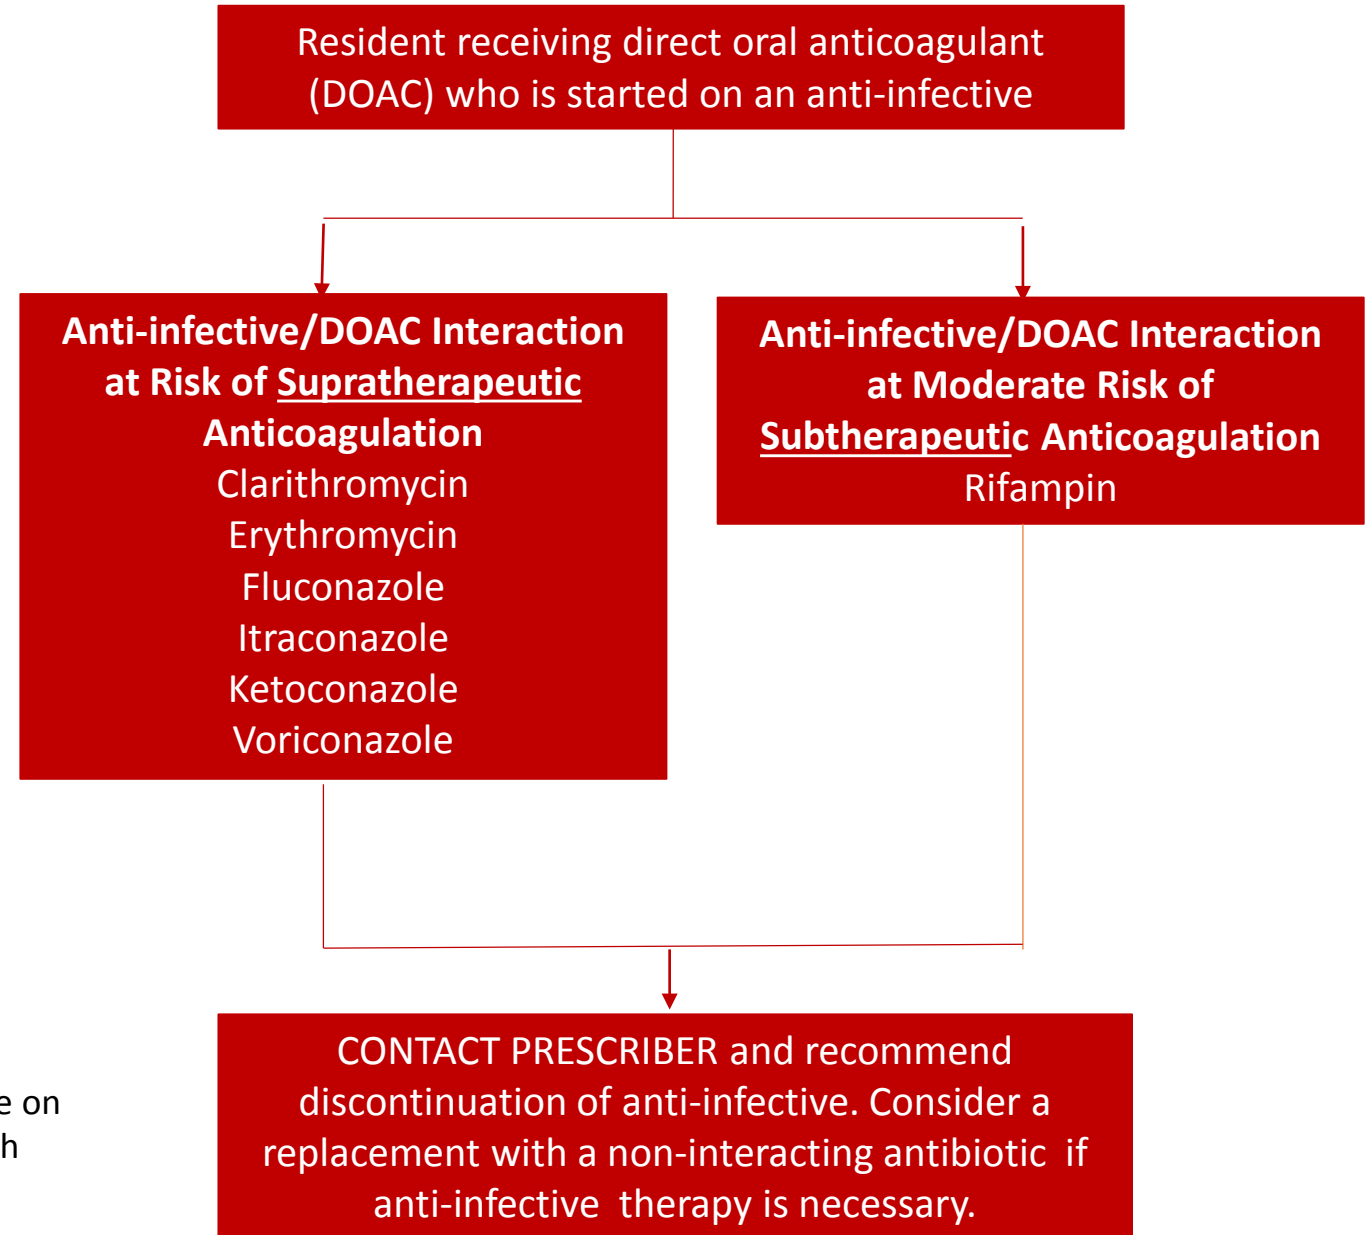 Resident receiving direct oral anticoagulant
(DOAC) who is started on an anti-infective
Anti-infective/DOAC Interaction
at Risk of Supratherapeutic
Anticoagulation
Clarithromycin
Erythromycin
Fluconazole
Itraconazole
Ketoconazole
Voriconazole
Anti-infective/DOAC Interaction
at Moderate Risk of
Subtherapeutic Anticoagulation
Rifampin
CONTACT PRESCRIBER and recommend
discontinuation of anti-infective. Consider a
replacement with a non-interacting antibiotic if
anti-infective therapy is necessary.
e on
h